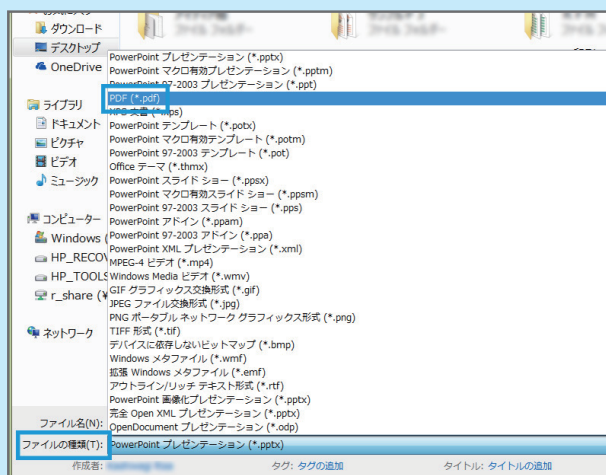 ダウンロード
デスクトップ
OneDrive
ライブラリ
ドキュメント
ピクチャ
ビデオ
ミュージック
コンピューター
Windows (
HP_RECOV
HP_TOOLS
r_share (¥
ネットワーク
PowerPoint プレゼンテーション (*.pptx)
PowerPoint マクロ有効プレゼンテーション (*.pptm)
PowerPoint 97-2003 プレゼンテーション (*.ppt)
PDF (*.pdf)
XPS 文書 (*.xps)
PowerPoint テンプレート (*.potx)
PowerPoint マクロ有効テンプレート (*.potm)
PowerPoint 97-2003 テンプレート (*.pot)
Office テーマ (*.thmx)
PowerPoint スライド ショー (*.ppsx)
PowerPoint マクロ有効スライド ショー (*.ppsm)
PowerPoint 97-2003 スライド ショー (*.pps)
PowerPoint アドイン (*.ppam)
PowerPoint 97-2003 アドイン (*.ppa)
PowerPoint XML プレゼンテーション (*.xml)
MPEG-4 ビデオ (*.mp4)
Windows Media ビデオ (*.wmv)
GIF グラフィックス交換形式 (*.gif)
JPEG ファイル交換形式 (*.jpg)
PNG ポータブル ネットワーク グラフィックス形式 (*.png)
TIFF 形式 (*.tif)
デバイスに依存しないビットマップ (*.bmp)
Windows メタファイル (*.wmf)
拡張 Windows メタファイル (*.emf)
アウトライン/リッチ テキスト形式 (*.rtf)
PowerPoint 画像化プレゼンテーション (*.pptx)
完全 Open XML プレゼンテーション (*.pptx)
OpenDocument プレゼンテーション (*.odp)
ファイル名(N):
ファイルの種類(T): PowerPoint プレゼンテーション (*.pptx)
作成者: タグ: タグの追加 タイトル: タイトルの追加